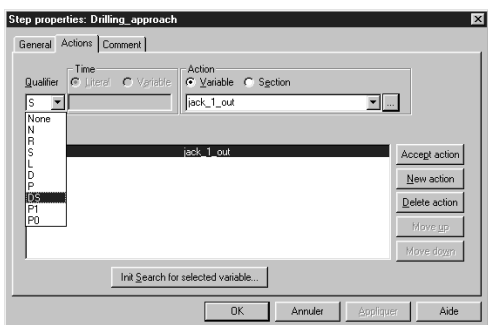 Step properties: Drilling_approach
General Actions Comment
Time Action
Qualifier Literal Variable Variable Section
S jack_1_out ...
None
N
R
S jack_1_out
L
D
P
DS
P1
P0
Accept action
New action
Delete action
Move up
Move down
Init Search for selected variable...
OK Annuler Appliquer Aide